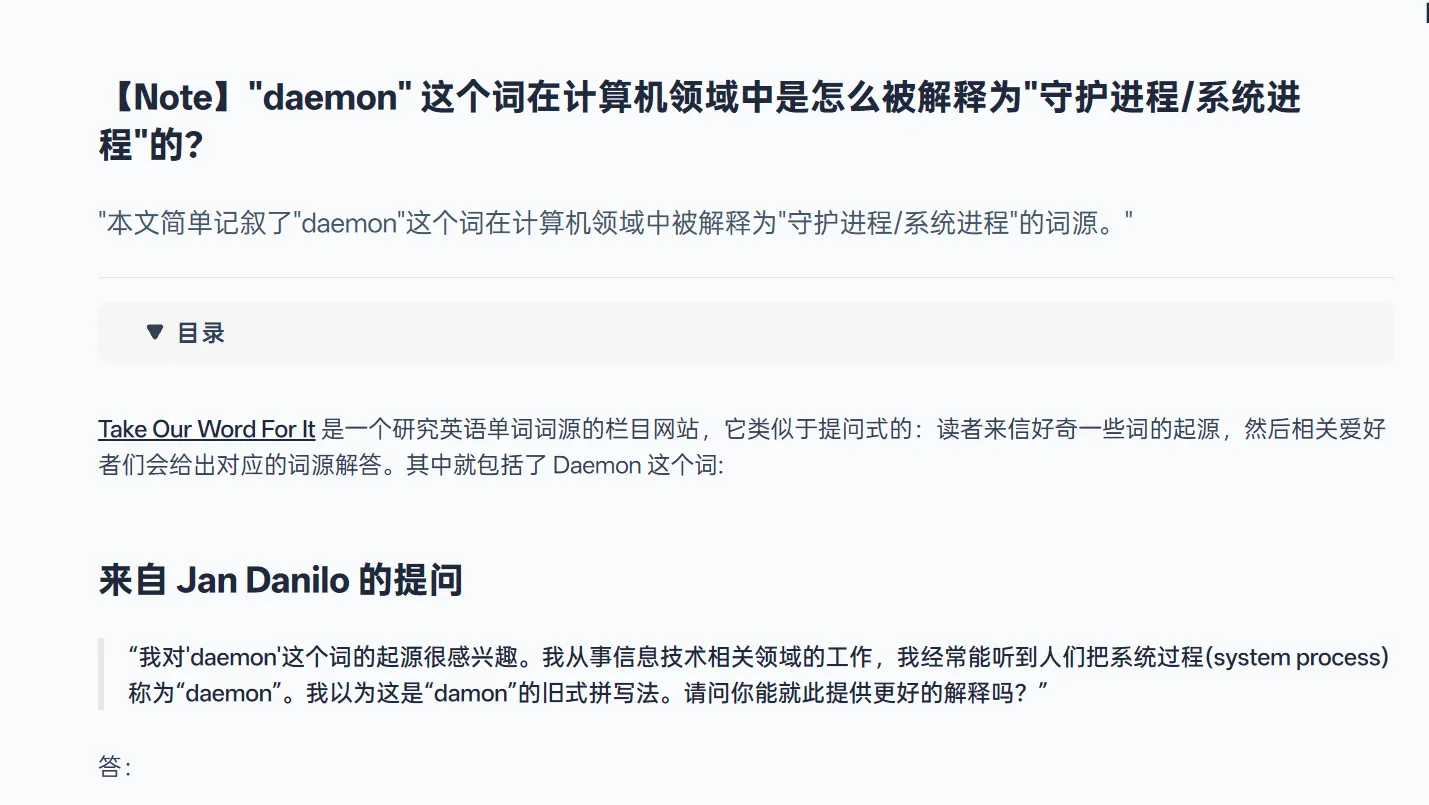 【Note】"daemon" 这个词在计算机领域中是怎么被解释为"守护进程/系统进
程"的？
"本文简单记叙了"daemon"这个词在计算机领域中被解释为"守护进程/系统进程"的词源。"
▼ 目录
Take Our Word For It 是一个研究英语单词词源的栏目网站，它类似于提问式的：读者来信好奇一些词的起源，然后相关爱好
者们会给出对应的词源解答。其中就包括了 Daemon 这个词:
来自 Jan Danilo 的提问
“我对'daemon'这个词的起源很感兴趣。我从事信息技术相关领域的工作，我经常能听到人们把系统过程(system process)
称为“daemon”。我以为这是“damon”的旧式拼写法。请问你能就此提供更好的解释吗？”
答：